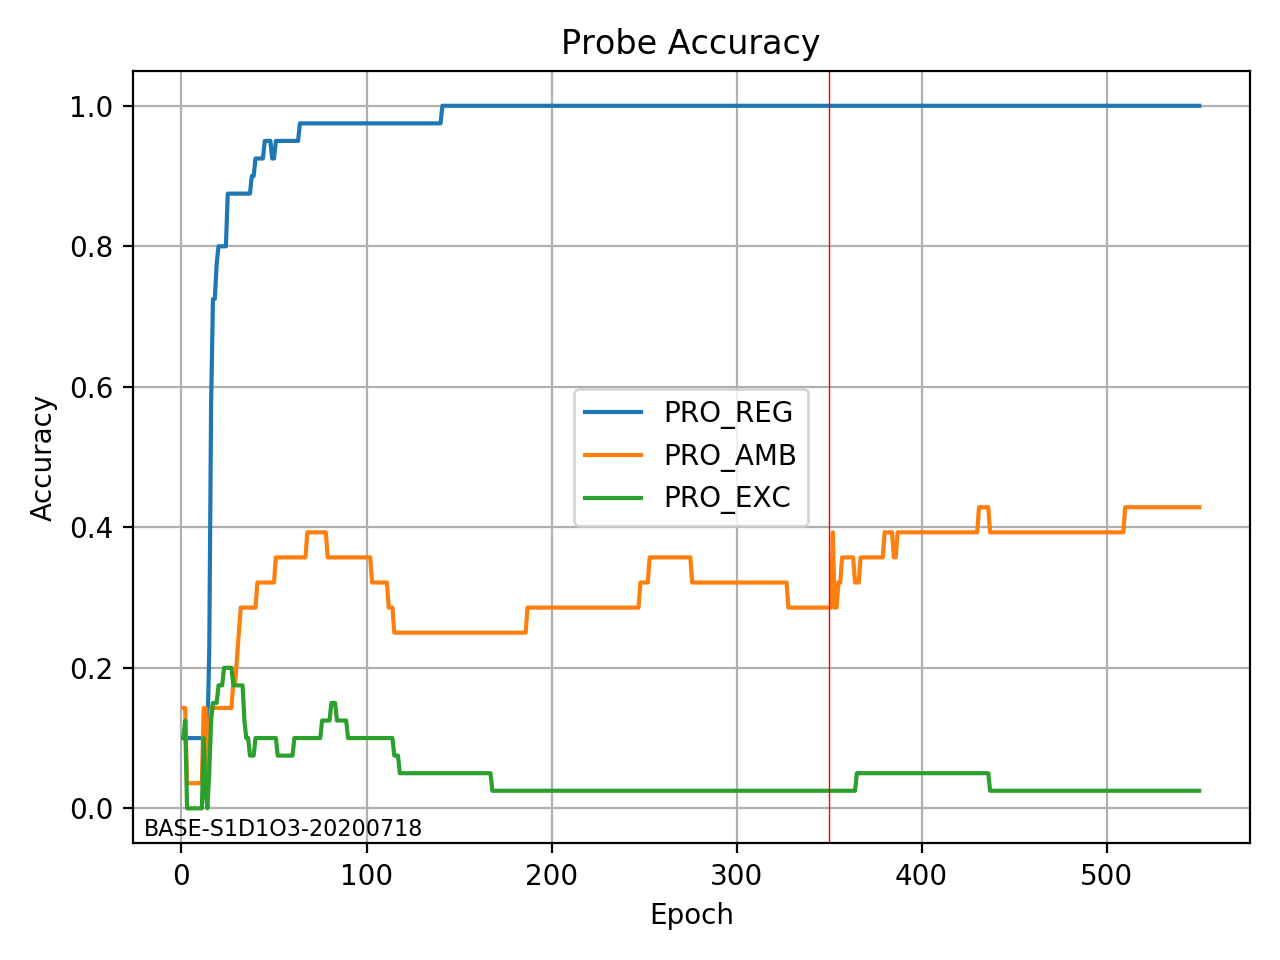 Probe Accuracy
1.0
0.8
0.6
0.4
0.2
0.0
Accuracy
PRO_REG
PRO_AMB
PRO_EXC
BASE-S1D1O3-20200718
0 100 200 300 400 500
Epoch